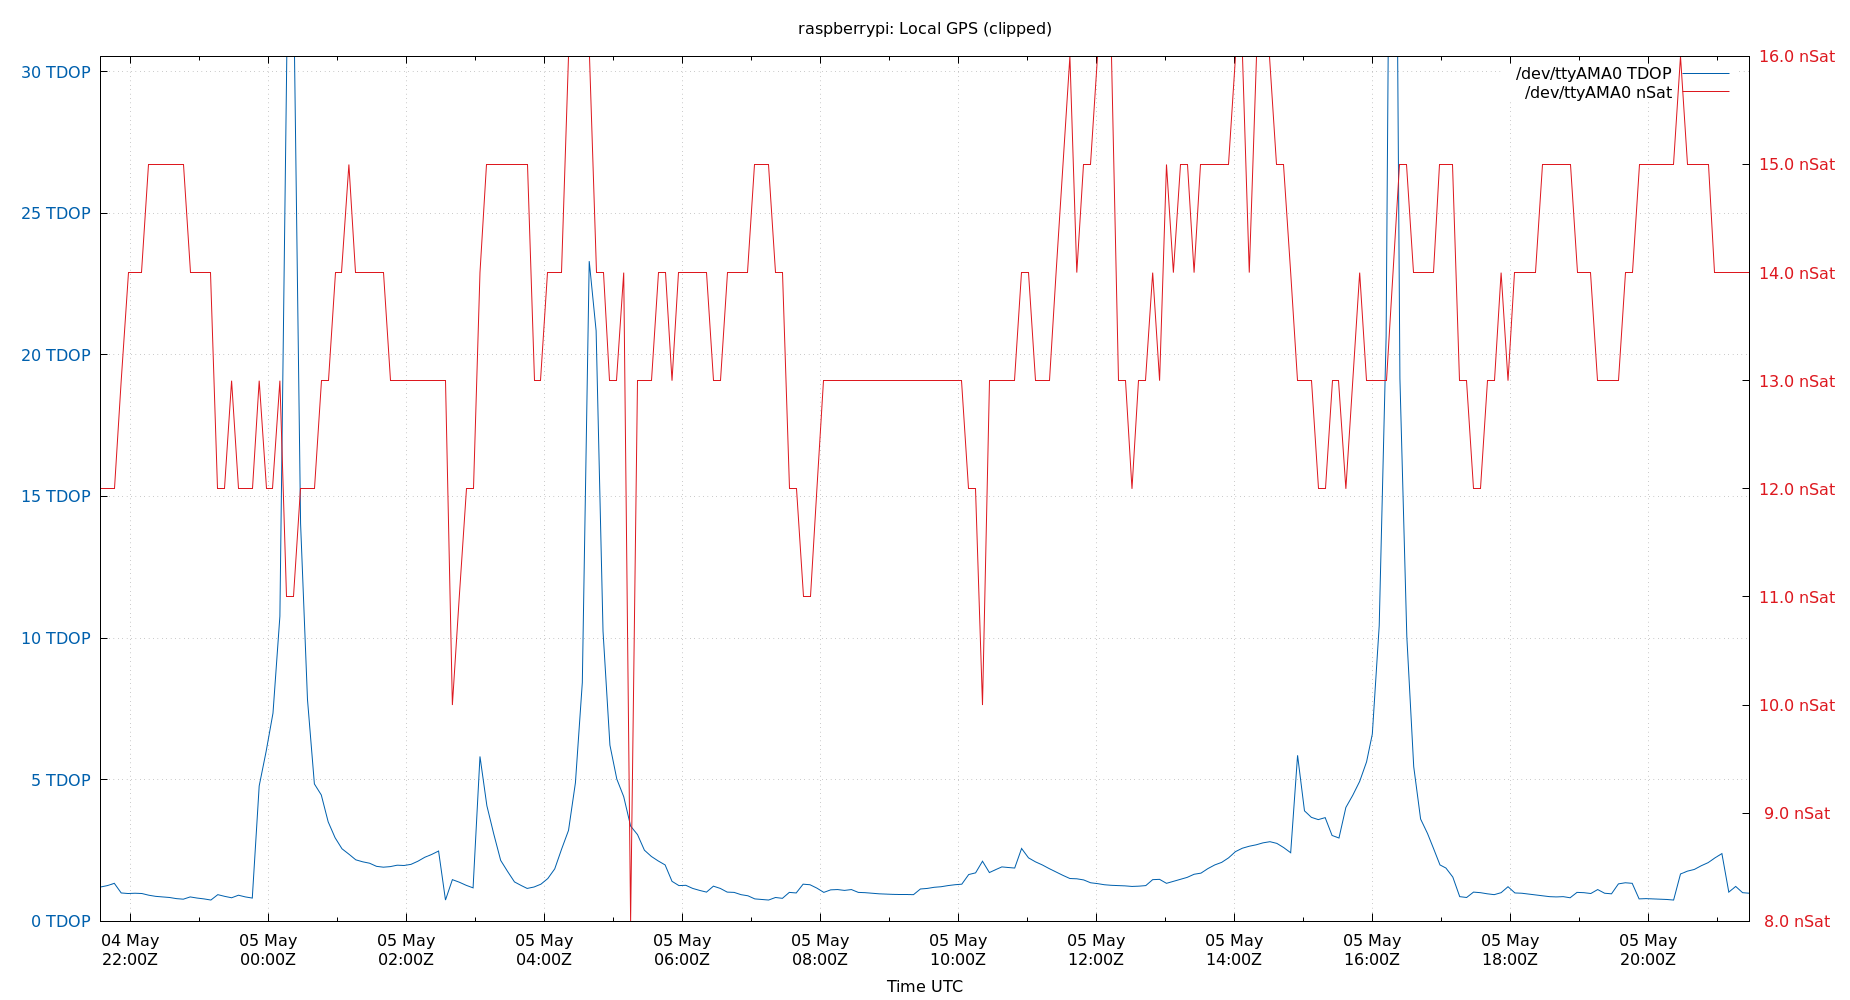 raspberrypi: Local GPS (clipped)
/dev/ttyAMA0 TDOP
/dev/ttyAMA0 nSat
30 TDOP
25 TDOP
20 TDOP
15 TDOP
10 TDOP
5 TDOP
0 TDOP
16.0 nSat
15.0 nSat
14.0 nSat
13.0 nSat
12.0 nSat
11.0 nSat
10.0 nSat
9.0 nSat
8.0 nSat
04 May 05 May 05 May 05 May 05 May 05 May 05 May 05 May 05 May 05 May 05 May 05 May
22:00Z 00:00Z 02:00Z 04:00Z 06:00Z 08:00Z 10:00Z 12:00Z 14:00Z 16:00Z 18:00Z 20:00Z
Time UTC